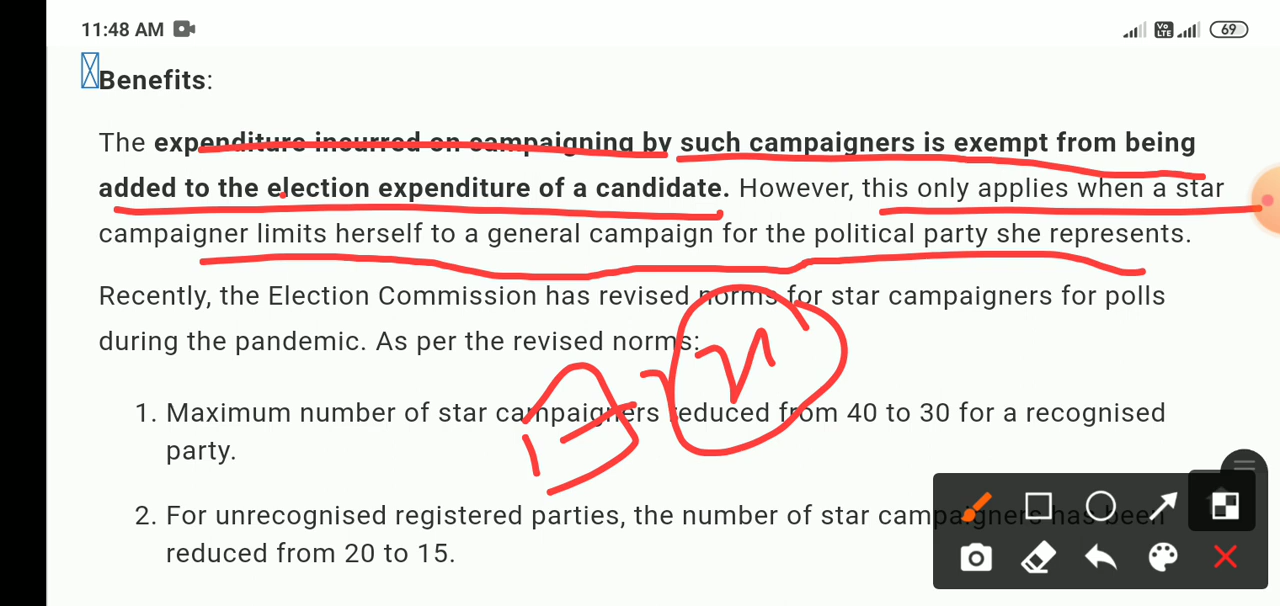 11:48 AM
Vo LTE
69
Benefits:
The expenditure incurred on campaigning by such campaigners is exempt from being
added to the election expenditure of a candidate. However, this only applies when a star
campaigner limits herself to a general campaign for the political party she represents.
Recently, the Election Commission has revised norms for star campaigners for polls
during the pandemic. As per the revised norms:
1. Maximum number of star campaigners reduced from 40 to 30 for a recognised
party.
2. For unrecognised registered parties, the number of star campaigners has been
reduced from 20 to 15.